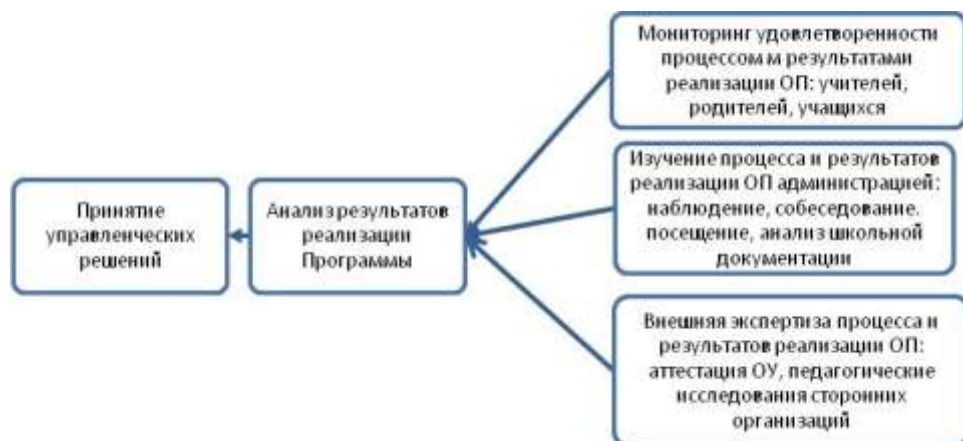 Мониторинг удовлетворенности
процессом м результатами
реализации ОП: учителей,
родителей, учащихся
Изучение процесса и результатов
реализации ОП администрацией:
наблюдение, собеседование.
посещение, анализ школьной
документации
Принятие
управленческих
решений
Анализ результатов
реализации
Программы
Внешняя экспертиза процесса и
результатов реализации ОП:
аттестация ОУ, педагогические
исследования сторонних
организаций